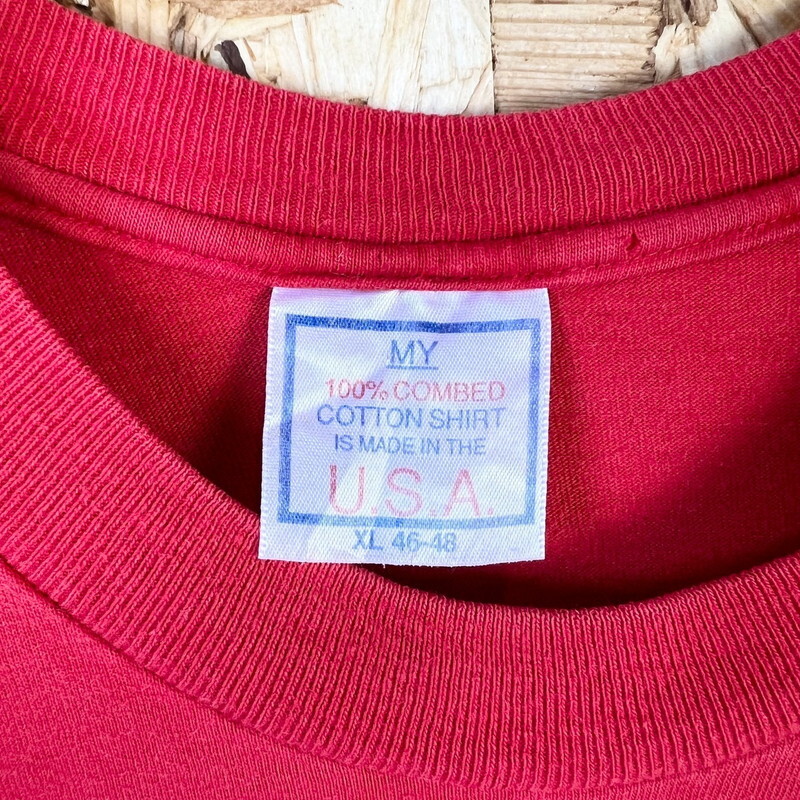 MY
100% COMBED
COTTON SHIRT
IS MADE IN THE
U.S.A.
XL 46-48